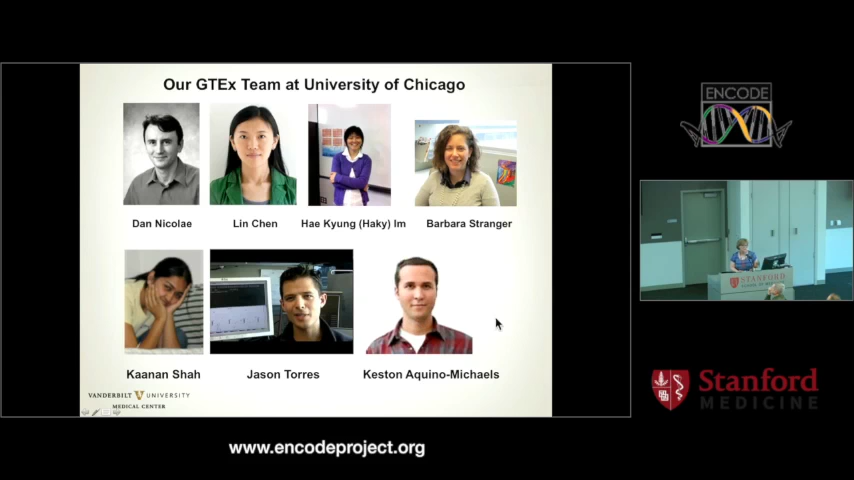 Our GTEx Team at University of Chicago
Dan Nicolae
Lin Chen
Hae Kyung (Haky) Im
Barbara Stranger
Kaanan Shah
Jason Torres
Keston Aquino-Michaels
VANDERBILT UNIVERSITY
MEDICAL CENTER
ENCODE
STANFORD
Stanford
MEDICINE
www.encodeproject.org